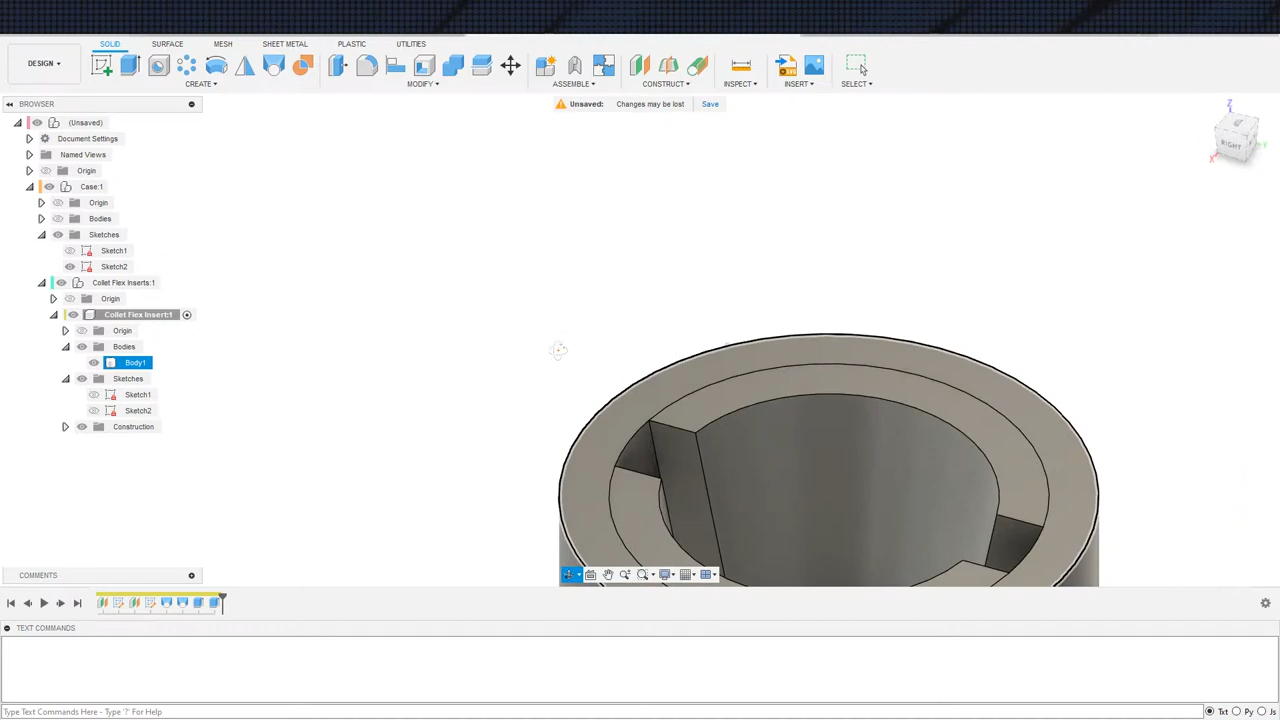 SOLID SURFACE MESH SHEET METAL PLASTIC UTILITIES
DESIGN
CREATE MODIFY ASSEMBLE CONSTRUCT INSPECT INSERT SELECT
BROWSER
Unsaved: Changes may be lost Save
(Unsaved)
Document Settings
Named Views
Origin
Case:1
Origin
Bodies
Sketches
Sketch1
Sketch2
Collet Flex Inserts:1
Origin
Collet Flex Insert:1
Origin
Bodies
Body1
Sketches
Sketch1
Sketch2
Construction
Z
RIGHT
X
Y
COMMENTS
TEXT COMMANDS
Type Text Commands Here - Type '?' For Help
Txt Py Js